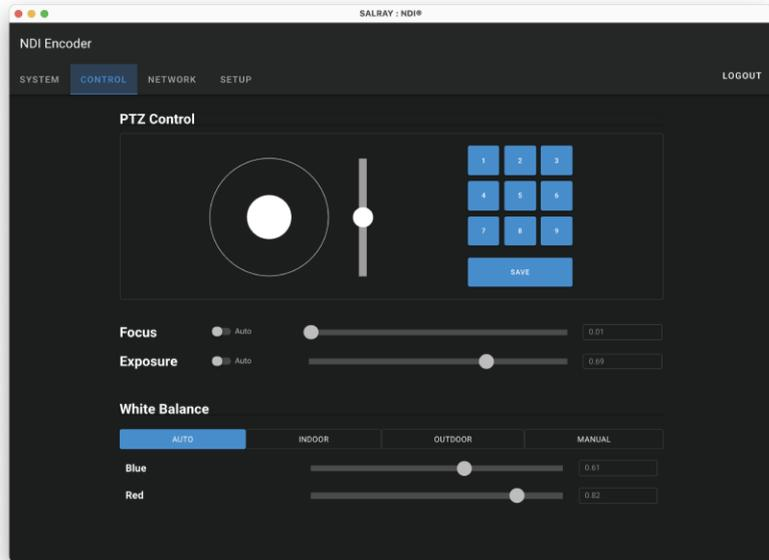 SALRAY : NDI®
NDI Encoder
SYSTEM CONTROL NETWORK SETUP LOGOUT
PTZ Control
1 2 3
4 5 6
7 8 9
SAVE
Focus Auto 0.01
Exposure Auto 0.69
White Balance
AUTO INDOOR OUTDOOR MANUAL
Blue 0.61
Red 0.82